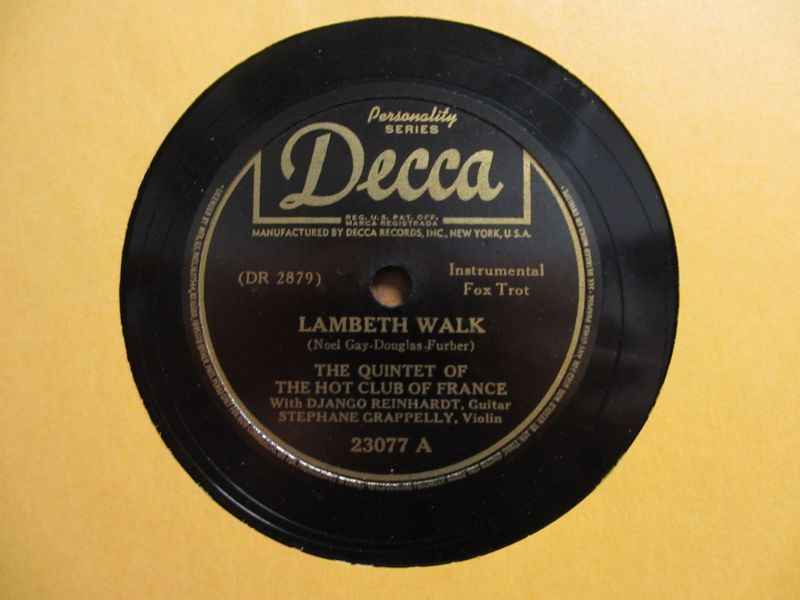 Personality
SERIES
Decca
REG. U.S. PAT. OFF.
MARCA REGISTRADA
MANUFACTURED BY DECCA RECORDS, INC., NEW YORK, U.S.A.
(DR 2879)
Instrumental
Fox Trot
LAMBETH WALK
(Noel Gay-Douglas Furber)
THE QUINTET OF
THE HOT CLUB OF FRANCE
With DJANGO REINHARDT, Guitar
STEPHANE GRAPPELLY, Violin
23077 A